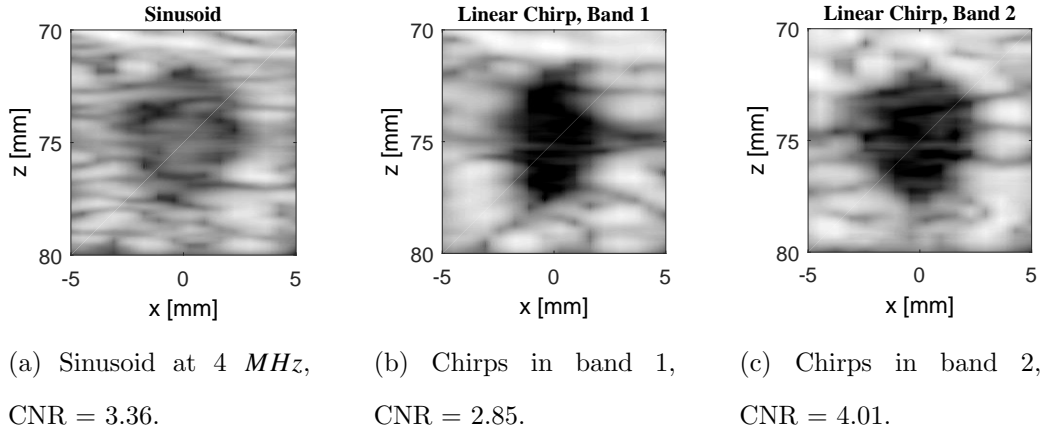 Sinusoid
Linear Chirp, Band 1
Linear Chirp, Band 2
70
75
80
z [mm]
-5
0
5
x [mm]
70
75
80
z [mm]
-5
0
5
x [mm]
70
75
80
z [mm]
-5
0
5
x [mm]
(a) Sinusoid at 4 MHz,
CNR = 3.36.
(b) Chirps in band 1,
CNR = 2.85.
(c) Chirps in band 2,
CNR = 4.01.